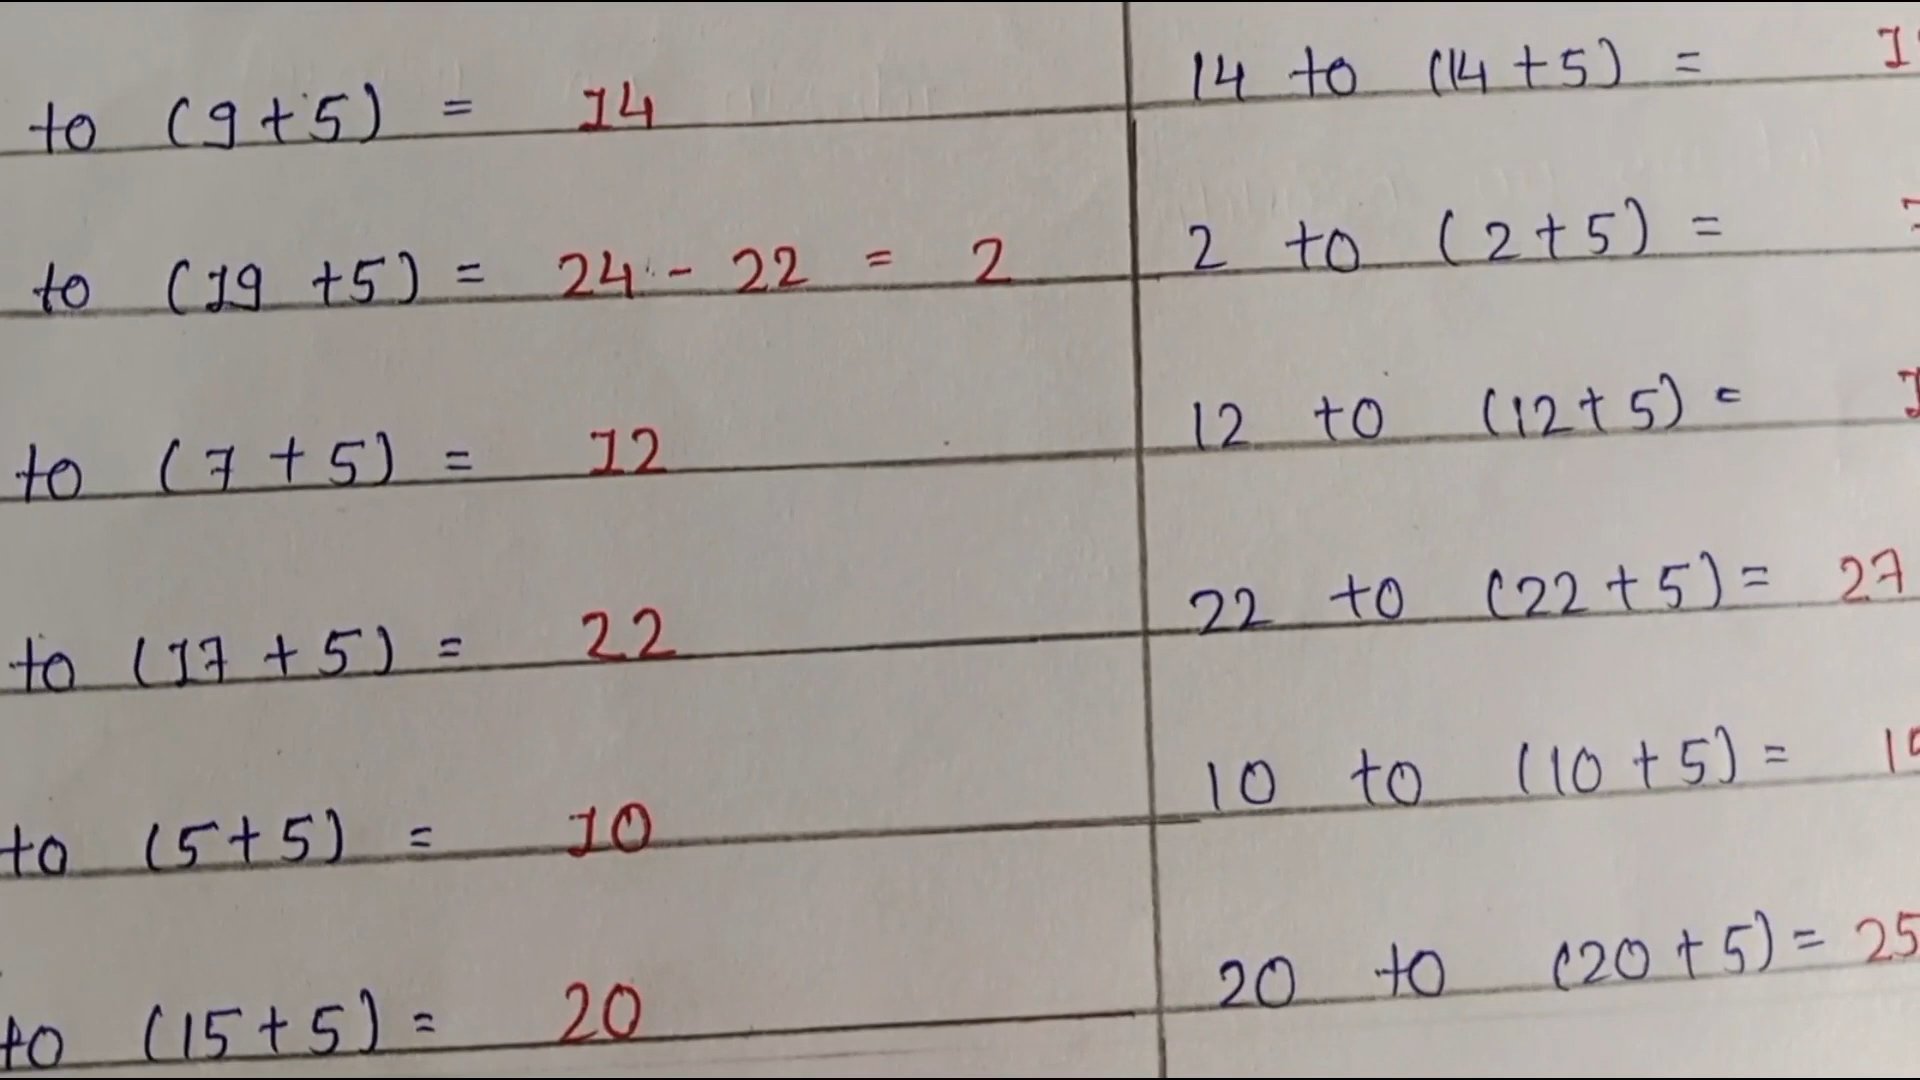 to (9+5) = 14
to (19 +5) = 24 - 22 = 2
to (7+5) = 12
to (17+5) = 22
to (5+5) = 10
to (15+5) = 20
14 to (14+5) =
2 to (2+5) =
12 to (12+5) =
22 to (22+5) = 27
10 to (10+5) =
20 to (20+5) = 25